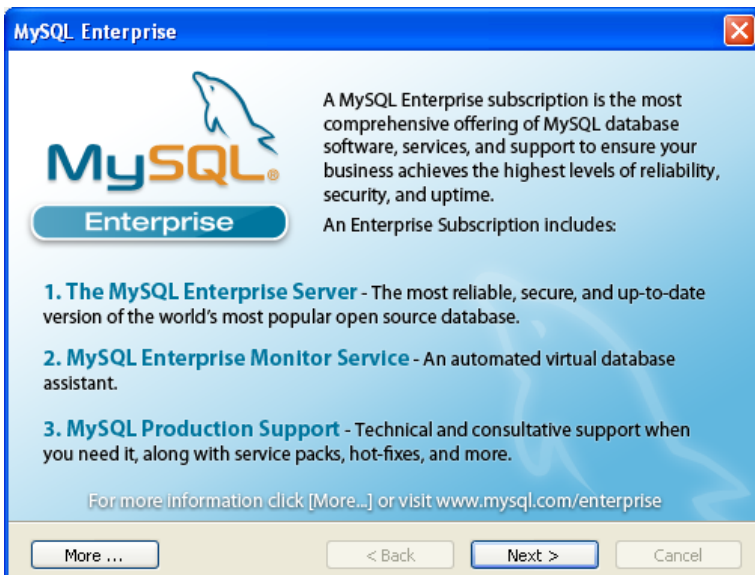 MySQL Enterprise
MySQL®
Enterprise
A MySQL Enterprise subscription is the most
comprehensive offering of MySQL database
software, services, and support to ensure your
business achieves the highest levels of reliability,
security, and uptime.
An Enterprise Subscription includes:
1. The MySQL Enterprise Server - The most reliable, secure, and up-to-date
version of the world's most popular open source database.
2. MySQL Enterprise Monitor Service - An automated virtual database
assistant.
3. MySQL Production Support - Technical and consultative support when
you need it, along with service packs, hot-fixes, and more.
For more information click [More...] or visit www.mysql.com/enterprise
More ...
< Back
Next >
Cancel